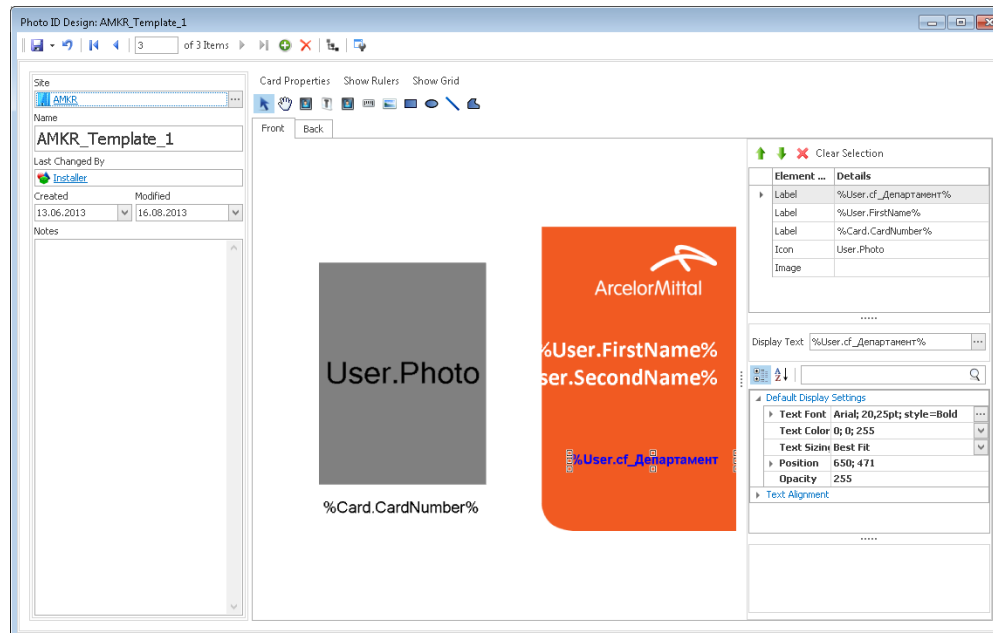 Photo ID Design: AMKR_Template_1
3 of 3 Items
Site
AMKR
Name
AMKR_Template_1
Last Changed By
Installer
Created Modified
13.06.2013 16.08.2013
Notes
Card Properties Show Rulers Show Grid
Front Back
User.Photo
%Card.CardNumber%
ArcelorMittal
%User.FirstName%
ser.SecondName%
%User.cf_Департамент
Clear Selection
Element ... Details
Label %User.cf_Департамент%
Label %User.FirstName%
Label %Card.CardNumber%
Icon User.Photo
Image
Display Text %User.cf_Департамент%
Default Display Settings
Text Font Arial; 20,25pt; style=Bold
Text Color 0; 0; 255
Text Sizing Best Fit
Position 650; 471
Opacity 255
Text Alignment